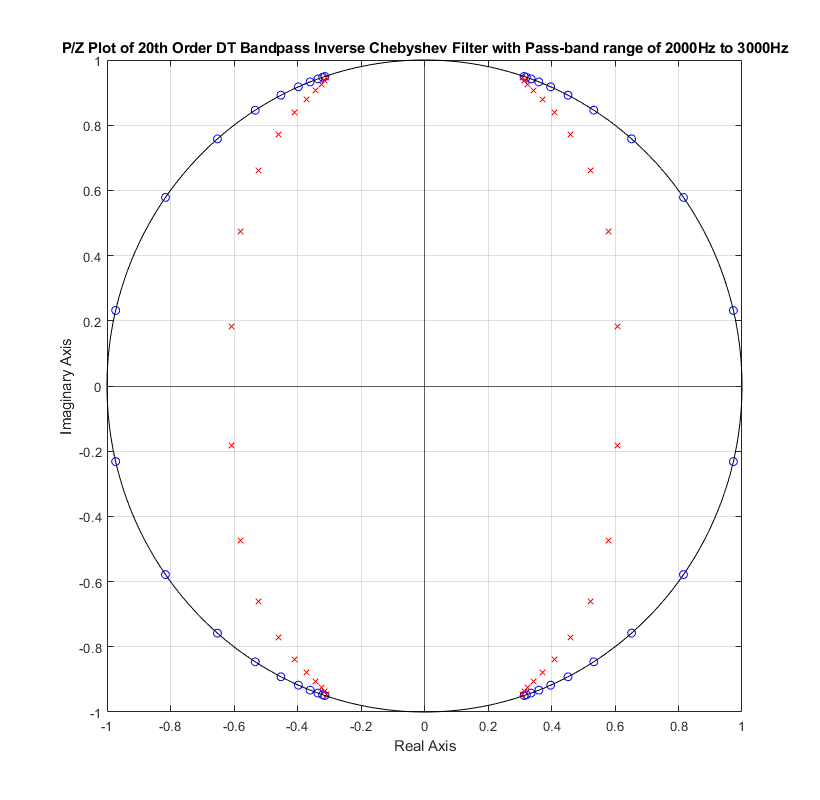 P/Z Plot of 20th Order DT Bandpass Inverse Chebyshev Filter with Pass-band range of 2000Hz to 3000Hz
1
0.8
0.6
0.4
0.2
0
-0.2
-0.4
-0.6
-0.8
-1
Imaginary Axis
-1 -0.8 -0.6 -0.4 -0.2 0 0.2 0.4 0.6 0.8 1
Real Axis